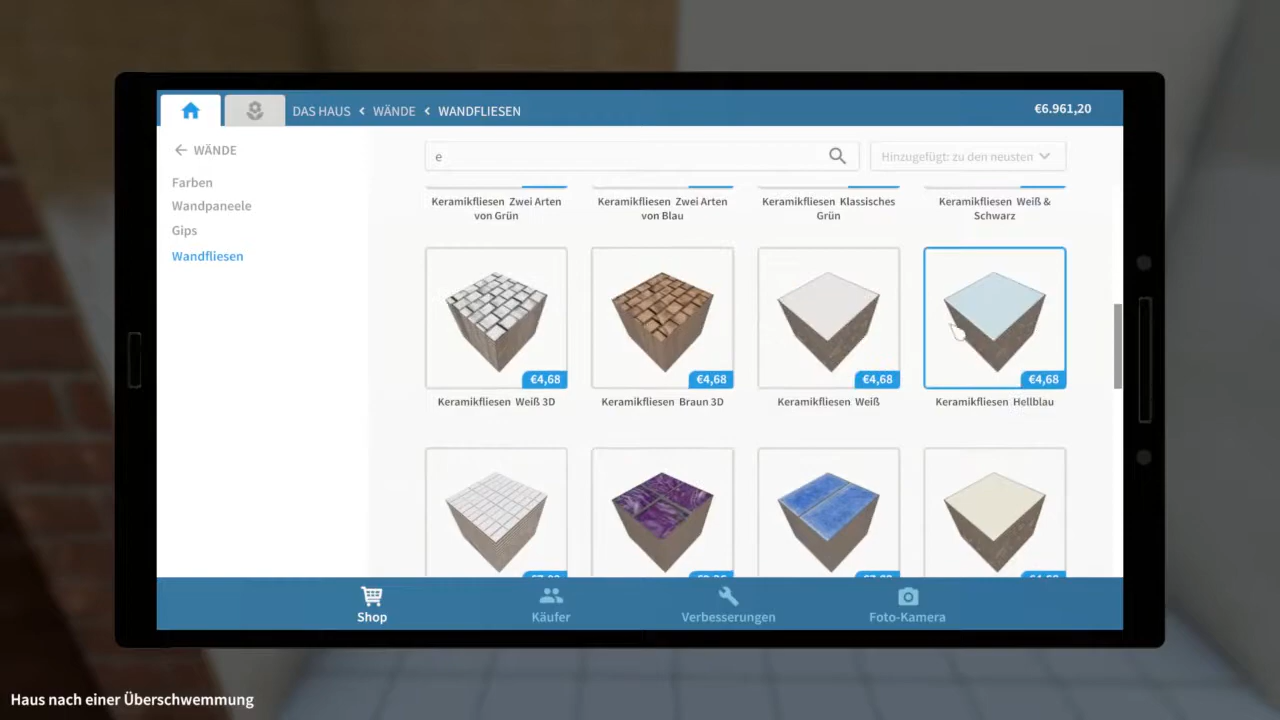 DAS HAUS < WÄNDE < WANDFLIESEN
€6.961,20
WÄNDE
Farben
Wandpaneele
Gips
Wandfliesen
e
Hinzugefügt: zu den neusten
Keramikfliesen Zwei Arten
von Grün
Keramikfliesen Zwei Arten
von Blau
Keramikfliesen Klassisches
Grün
Keramikfliesen Weiß &
Schwarz
€4,68
€4,68
€4,68
€4,68
Keramikfliesen Weiß 3D
Keramikfliesen Braun 3D
Keramikfliesen Weiß
Keramikfliesen Hellblau
Shop
Käufer
Verbesserungen
Foto-Kamera
Haus nach einer Überschwemmung